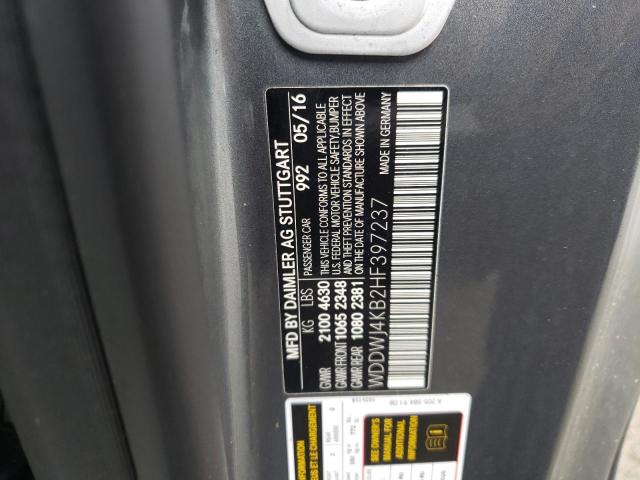 MFD BY DAIMLER AG STUTTGART
PASSENGER CAR 992 05/16
KG LBS
GVWR 2100 4630
GAWR FRONT 1065 2348
GAWR REAR 1080 2381
THIS VEHICLE CONFORMS TO ALL APPLICABLE
U.S. FEDERAL MOTOR VEHICLE SAFETY, BUMPER
AND THEFT PREVENTION STANDARDS IN EFFECT
ON THE DATE OF MANUFACTURE SHOWN ABOVE
WDDWJ4KB2HF397237
MADE IN GERMANY
SEE OWNER'S
MANUAL FOR
ADDITIONAL
INFORMATION